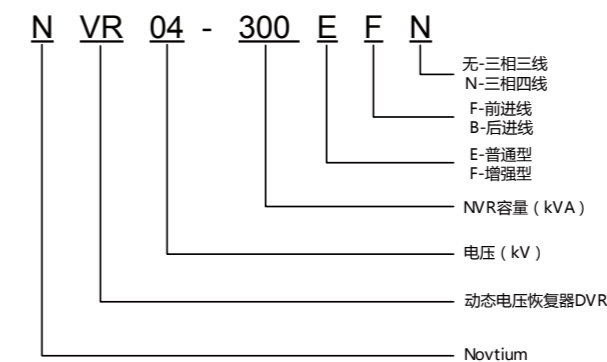 N VR 04 - 300 E F N
无-三相三线
N-三相四线
F-前进线
B-后进线
E-普通型
F-增强型
NVR容量（kVA）
电压（kV）
动态电压恢复器DVR
Novtium